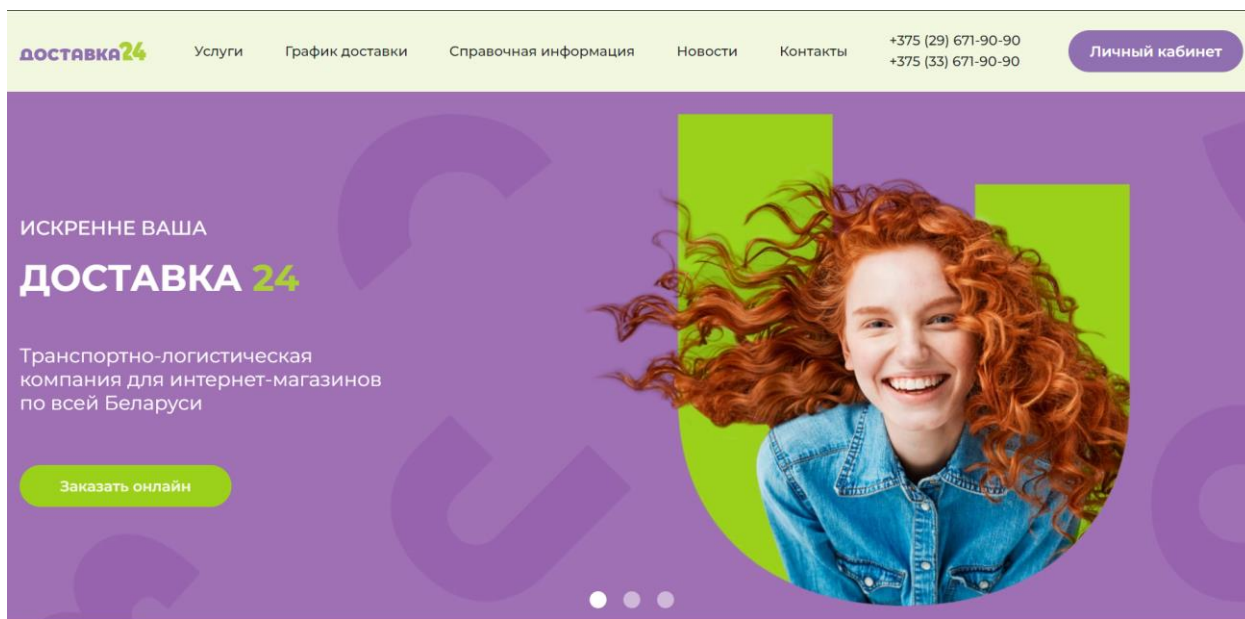 доставка24
Услуги
График доставки
Справочная информация
Новости
Контакты
+375 (29) 671-90-90
+375 (33) 671-90-90
Личный кабинет
ИСКРЕННЕ ВАША
ДОСТАВКА 24
Транспортно-логистическая
компания для интернет-магазинов
по всей Беларуси
Заказать онлайн